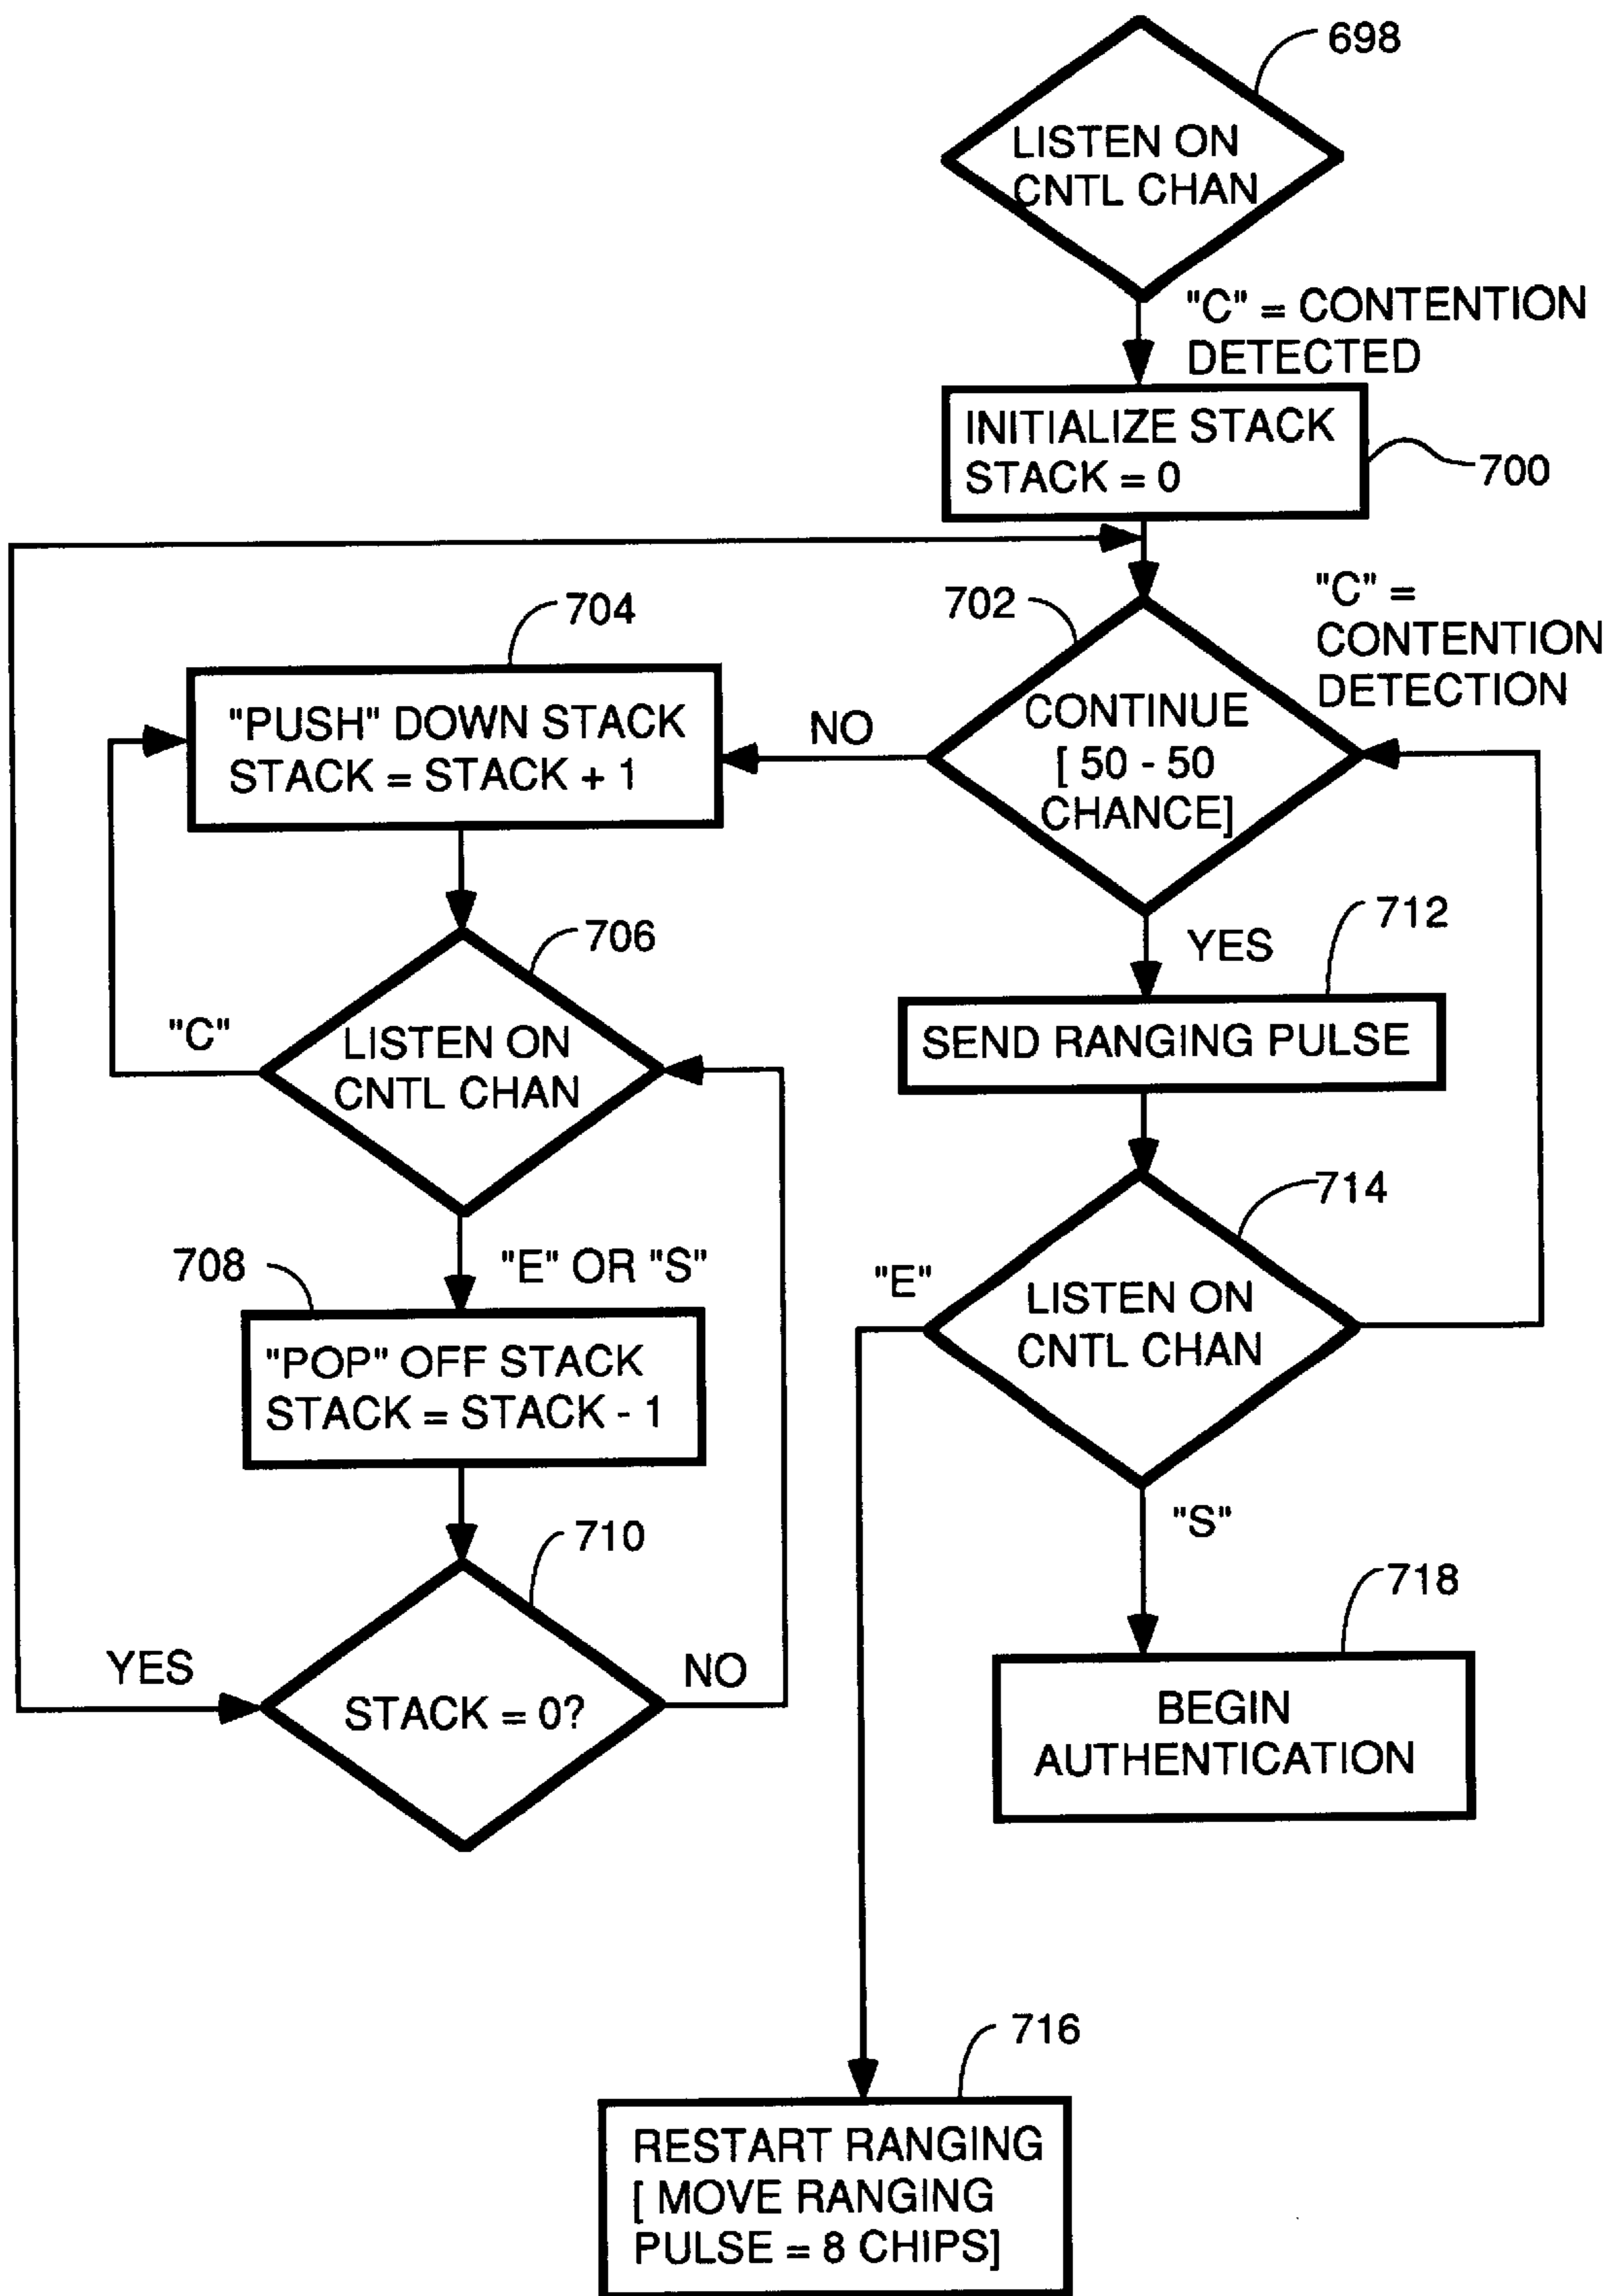 698
LISTEN ON
CNTL CHAN
"C" = CONTENTION
DETECTED
INITIALIZE STACK
STACK = 0
700
702
"C" =
CONTENTION
DETECTION
704
"PUSH" DOWN STACK
STACK = STACK + 1
NO
CONTINUE
[ 50 - 50
CHANCE]
YES
712
SEND RANGING PULSE
706
"C"
LISTEN ON
CNTL CHAN
"E" OR "S"
708
"POP" OFF STACK
STACK = STACK - 1
714
"E"
LISTEN ON
CNTL CHAN
"S"
710
YES
STACK = 0?
NO
718
BEGIN
AUTHENTICATION
716
RESTART RANGING
[ MOVE RANGING
PULSE = 8 CHIPS]